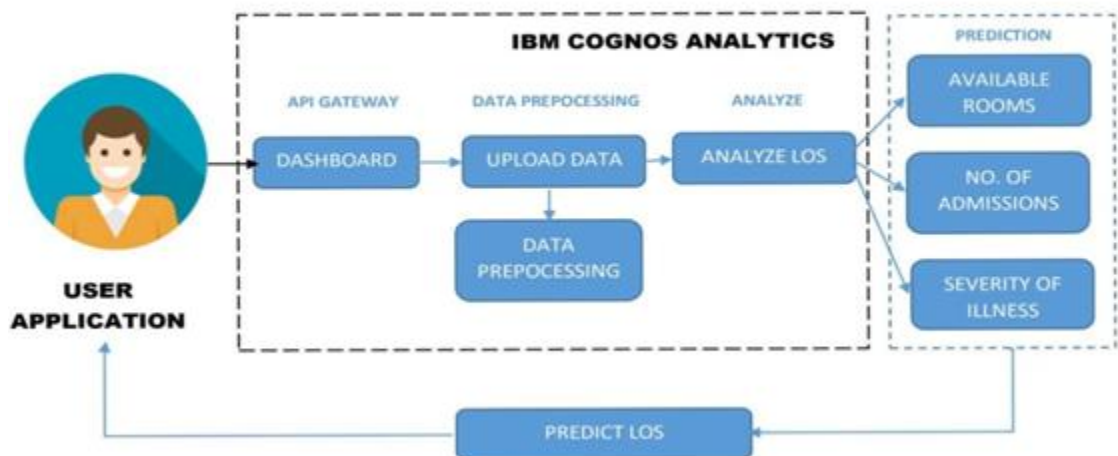 IBM COGNOS ANALYTICS
PREDICTION
API GATEWAY
DATA PREPOCESSING
ANALYZE
DASHBOARD
UPLOAD DATA
ANALYZE LOS
AVAILABLE
ROOMS
NO. OF
ADMISSIONS
DATA
PREPOCESSING
SEVERITY OF
ILLNESS
USER
APPLICATION
PREDICT LOS